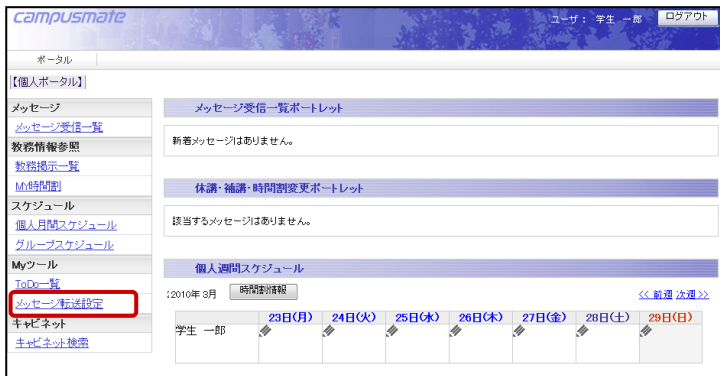 campusmate
ユーザ： 学生 一郎 ログアウト
ポータル
【個人ポータル】
メッセージ
メッセージ受信一覧
教務情報参照
教務掲示一覧
MY時間割
スケジュール
個人月間スケジュール
グループスケジュール
Myツール
ToDo一覧
メッセージ転送設定
キャビネット
キャビネット検索
メッセージ受信一覧ポートレット
新着メッセージはありません。
休講・補講・時間割変更ポートレット
該当するメッセージはありません。
個人週間スケジュール
:2010年 3月 時間割情報 << 前週 次週 >>
23日(月) 24日(火) 25日(水) 26日(木) 27日(金) 28日(土) 29日(日)
学生 一郎